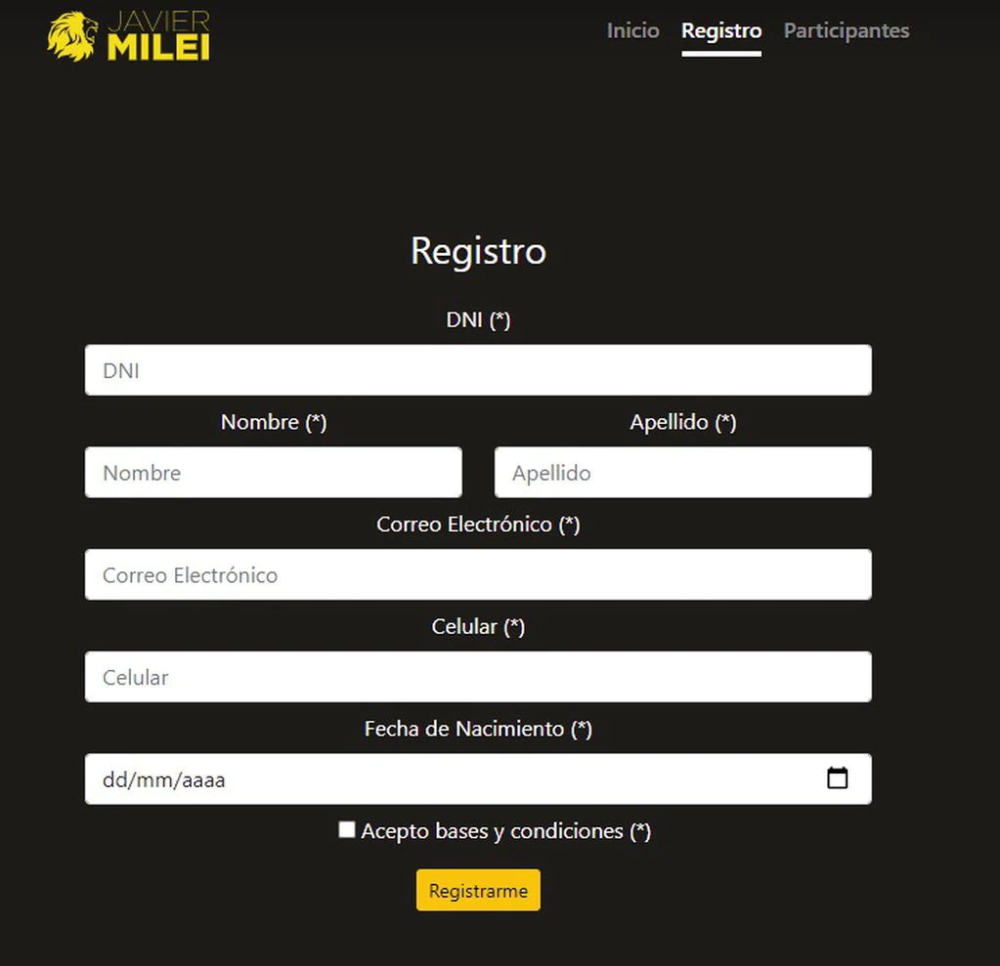 JAVIER
MILEI
Inicio Registro Participantes
Registro
DNI (*)
DNI
Nombre (*) Apellido (*)
Nombre Apellido
Correo Electrónico (*)
Correo Electrónico
Celular (*)
Celular
Fecha de Nacimiento (*)
dd/mm/aaaa
Acepto bases y condiciones (*)
Registrarme